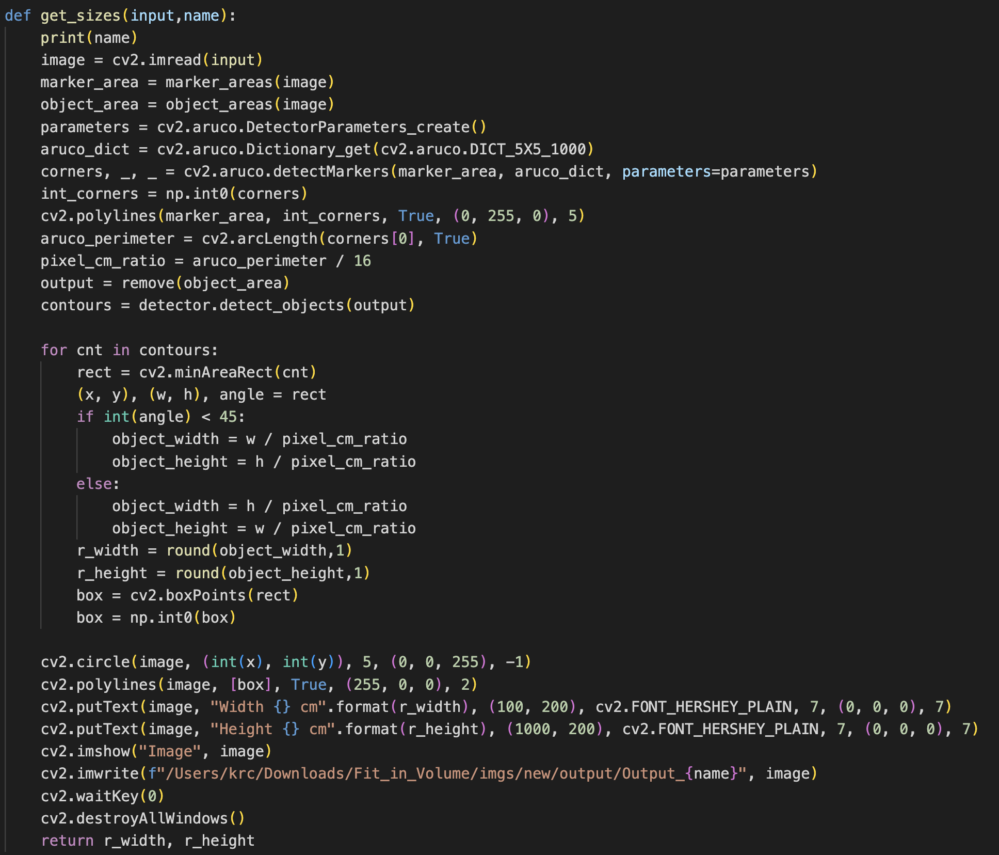 def get_sizes(input,name):
    print(name)
    image = cv2.imread(input)
    marker_area = marker_areas(image)
    object_area = object_areas(image)
    parameters = cv2.aruco.DetectorParameters_create()
    aruco_dict = cv2.aruco.Dictionary_get(cv2.aruco.DICT_5X5_1000)
    corners, _, _ = cv2.aruco.detectMarkers(marker_area, aruco_dict, parameters=parameters)
    int_corners = np.int0(corners)
    cv2.polylines(marker_area, int_corners, True, (0, 255, 0), 5)
    aruco_perimeter = cv2.arcLength(corners[0], True)
    pixel_cm_ratio = aruco_perimeter / 16
    output = remove(object_area)
    contours = detector.detect_objects(output)

    for cnt in contours:
        rect = cv2.minAreaRect(cnt)
        (x, y), (w, h), angle = rect
        if int(angle) < 45:
            object_width = w / pixel_cm_ratio
            object_height = h / pixel_cm_ratio
        else:
            object_width = h / pixel_cm_ratio
            object_height = w / pixel_cm_ratio
        r_width = round(object_width,1)
        r_height = round(object_height,1)
        box = cv2.boxPoints(rect)
        box = np.int0(box)

    cv2.circle(image, (int(x), int(y)), 5, (0, 0, 255), -1)
    cv2.polylines(image, [box], True, (255, 0, 0), 2)
    cv2.putText(image, "Width {} cm".format(r_width), (100, 200), cv2.FONT_HERSHEY_PLAIN, 7, (0, 0, 0), 7)
    cv2.putText(image, "Height {} cm".format(r_height), (1000, 200), cv2.FONT_HERSHEY_PLAIN, 7, (0, 0, 0), 7)
    cv2.imshow("Image", image)
    cv2.imwrite(f"/Users/krc/Downloads/Fit_in_Volume/imgs/new/output/Output_{name}", image)
    cv2.waitKey(0)
    cv2.destroyAllWindows()
    return r_width, r_height